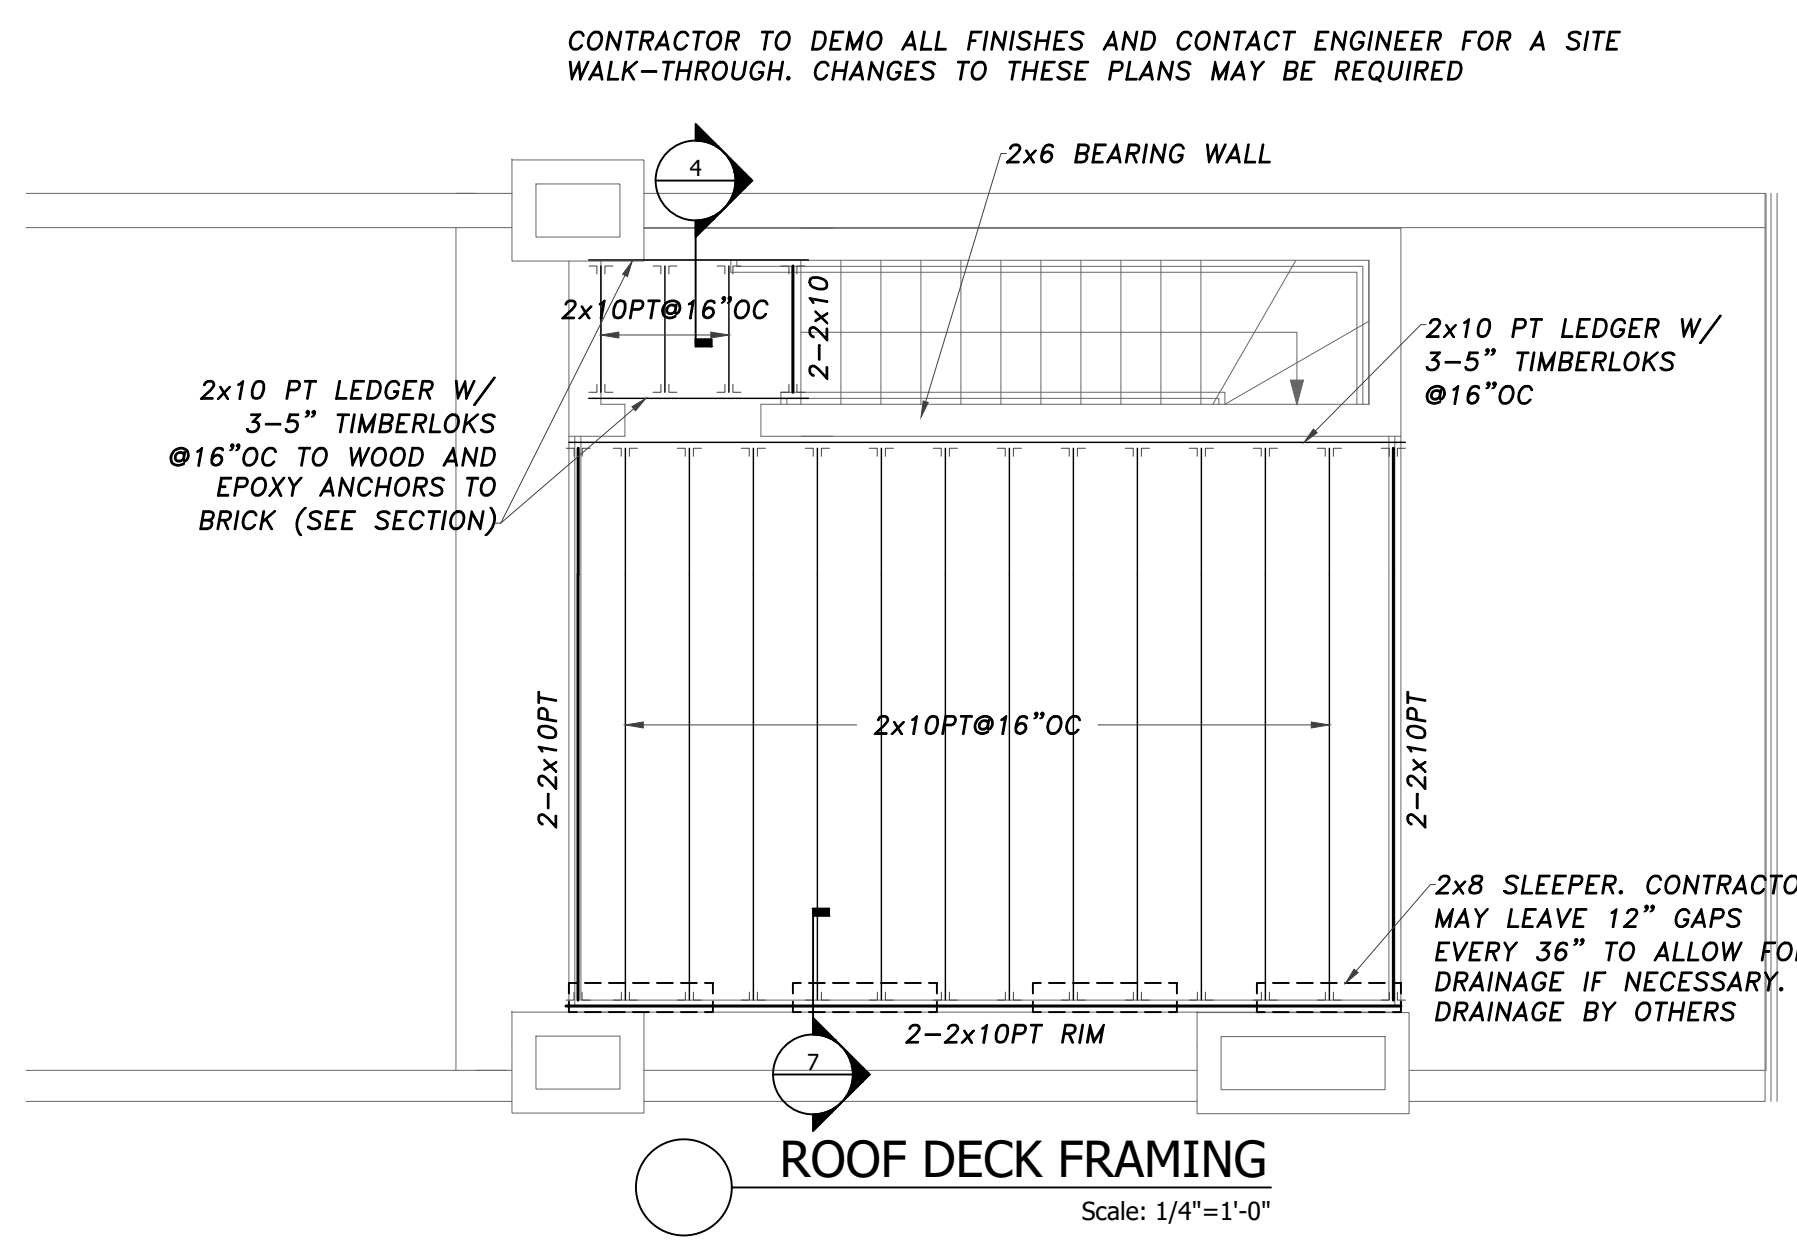 CONTRACTOR TO DEMO ALL FINISHES AND CONTACT ENGINEER FOR A SITE
WALK-THROUGH. CHANGES TO THESE PLANS MAY BE REQUIRED
4
2x6 BEARING WALL
2x10PT@16"OC
2-2x10
2x10 PT LEDGER W/
3-5" TIMBERLOKS
@16"OC
2x10 PT LEDGER W/
3-5" TIMBERLOKS
@16"OC TO WOOD AND
EPOXY ANCHORS TO
BRICK (SEE SECTION)
2-2x10PT
2x10PT@16"OC
2-2x10PT
2x8 SLEEPER. CONTRACTO
MAY LEAVE 12" GAPS
EVERY 36" TO ALLOW FO
DRAINAGE IF NECESSARY.
DRAINAGE BY OTHERS
2-2x10PT RIM
7
ROOF DECK FRAMING
Scale: 1/4"=1'-0"